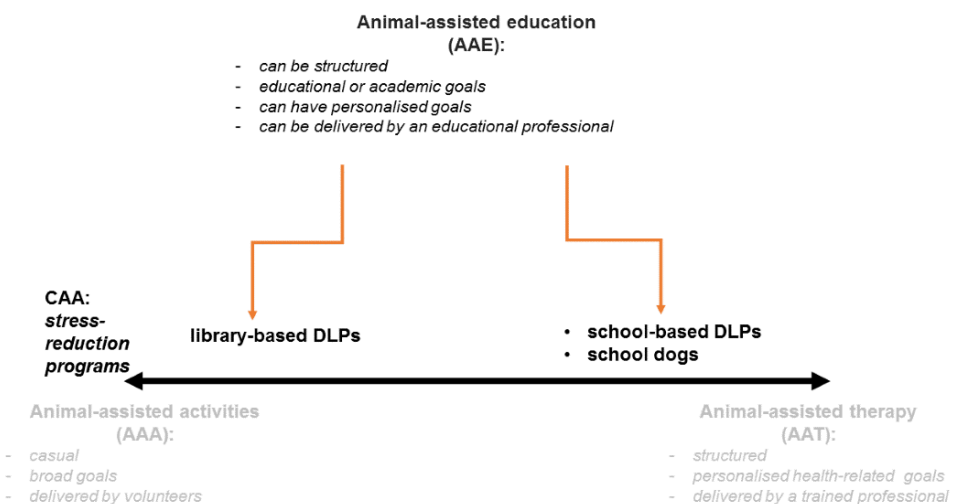 Animal-assisted education
(AAE):
- can be structured
- educational or academic goals
- can have personalised goals
- can be delivered by an educational professional
CAA:
stress-
reduction
programs
library-based DLPs
• school-based DLPs
• school dogs
Animal-assisted activities
(AAA):
- casual
- broad goals
- delivered by volunteers
Animal-assisted therapy
(AAT):
- structured
- personalised health-related goals
- delivered by a trained professional